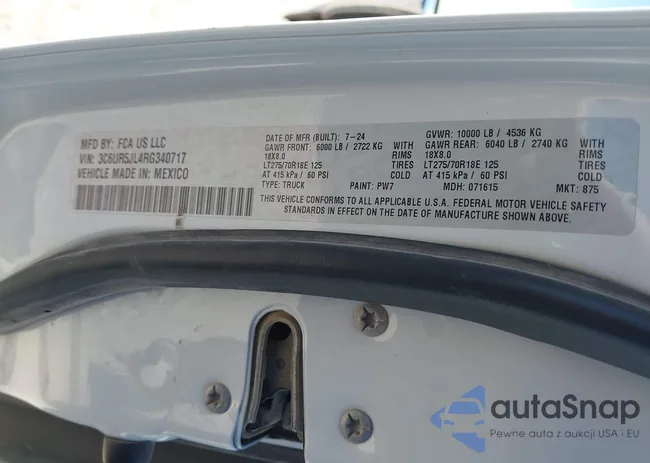 MFD BY: FCA US LLC
VIN: 3C6UR5JL4RG340717
VEHICLE MADE IN: MEXICO
DATE OF MFR (BUILT): 7-24 GVWR: 10000 LB / 4536 KG
GAWR FRONT: 6000 LB / 2722 KG GAWR REAR: 6040 LB / 2740 KG
18X8.0 RIMS 18X8.0 RIMS
LT275/70R18E 125 TIRES LT275/70R18E 125 TIRES
AT 415 kPa / 60 PSI COLD AT 415 kPa / 60 PSI COLD
TYPE: TRUCK PAINT: PW7 MDH: 071615 MKT: 875
THIS VEHICLE CONFORMS TO ALL APPLICABLE U.S.A. FEDERAL MOTOR VEHICLE SAFETY
STANDARDS IN EFFECT ON THE DATE OF MANUFACTURE SHOWN ABOVE.
autaSnap
Pewne auta z aukcji USA i EU